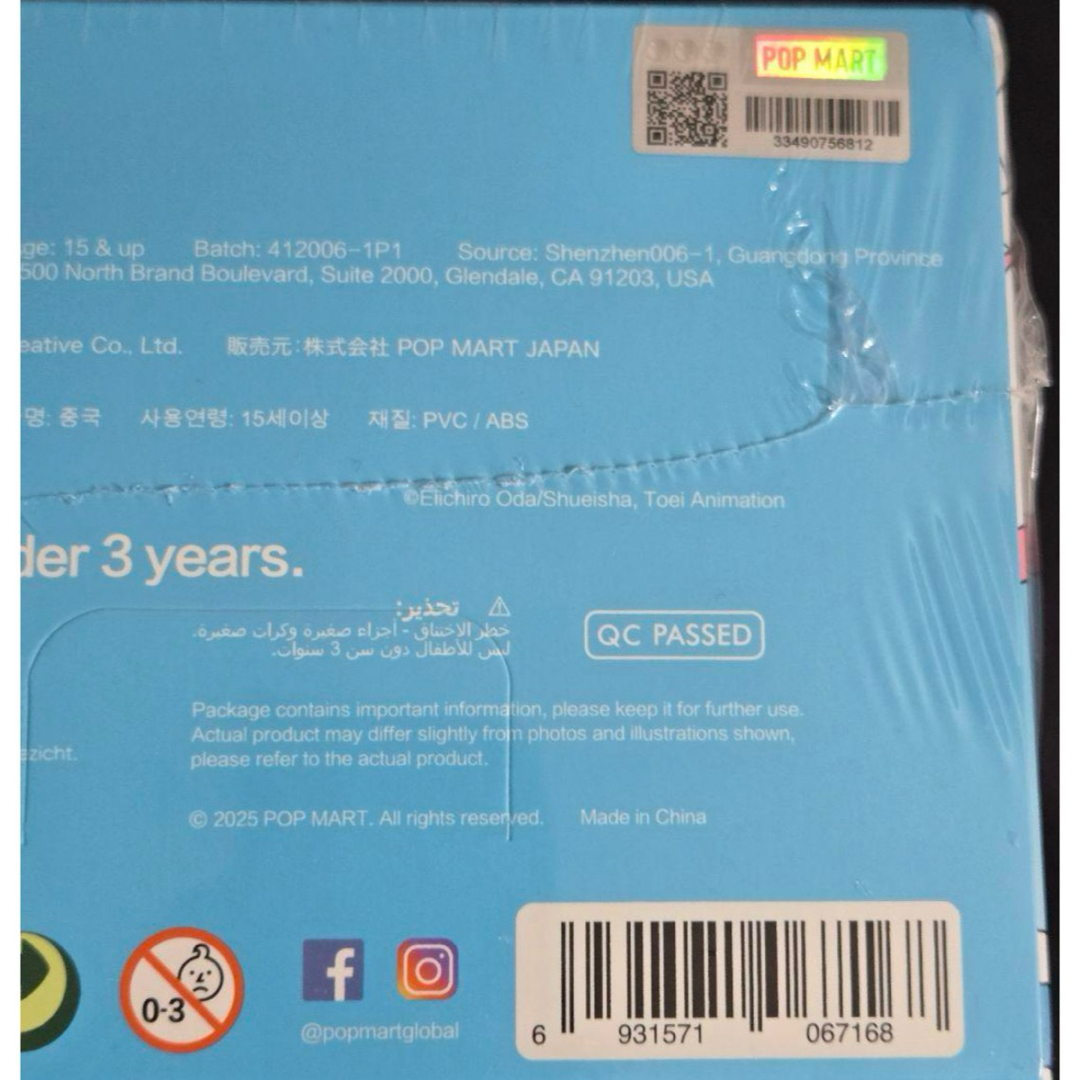 POP MART
33490756812
ge: 15 & up Batch: 412006-1P1 Source: Shenzhen006-1, Guangdong Province
500 North Brand Boulevard, Suite 2000, Glendale, CA 91203, USA
eative Co., Ltd. 販売元:株式会社 POP MART JAPAN
명: 중국 사용연령: 15세이상 재질: PVC / ABS
©Eiichiro Oda/Shueisha, Toei Animation
der 3 years.
⚠ تحذير:
خطر الاختناق - أجزاء صغيرة وكرات صغيرة.
ليس للأطفال دون سن 3 سنوات.
QC PASSED
Package contains important information, please keep it for further use.
Actual product may differ slightly from photos and illustrations shown,
please refer to the actual product.
ezicht.
© 2025 POP MART. All rights reserved. Made in China
0-3
@popmartglobal
6 931571 067168